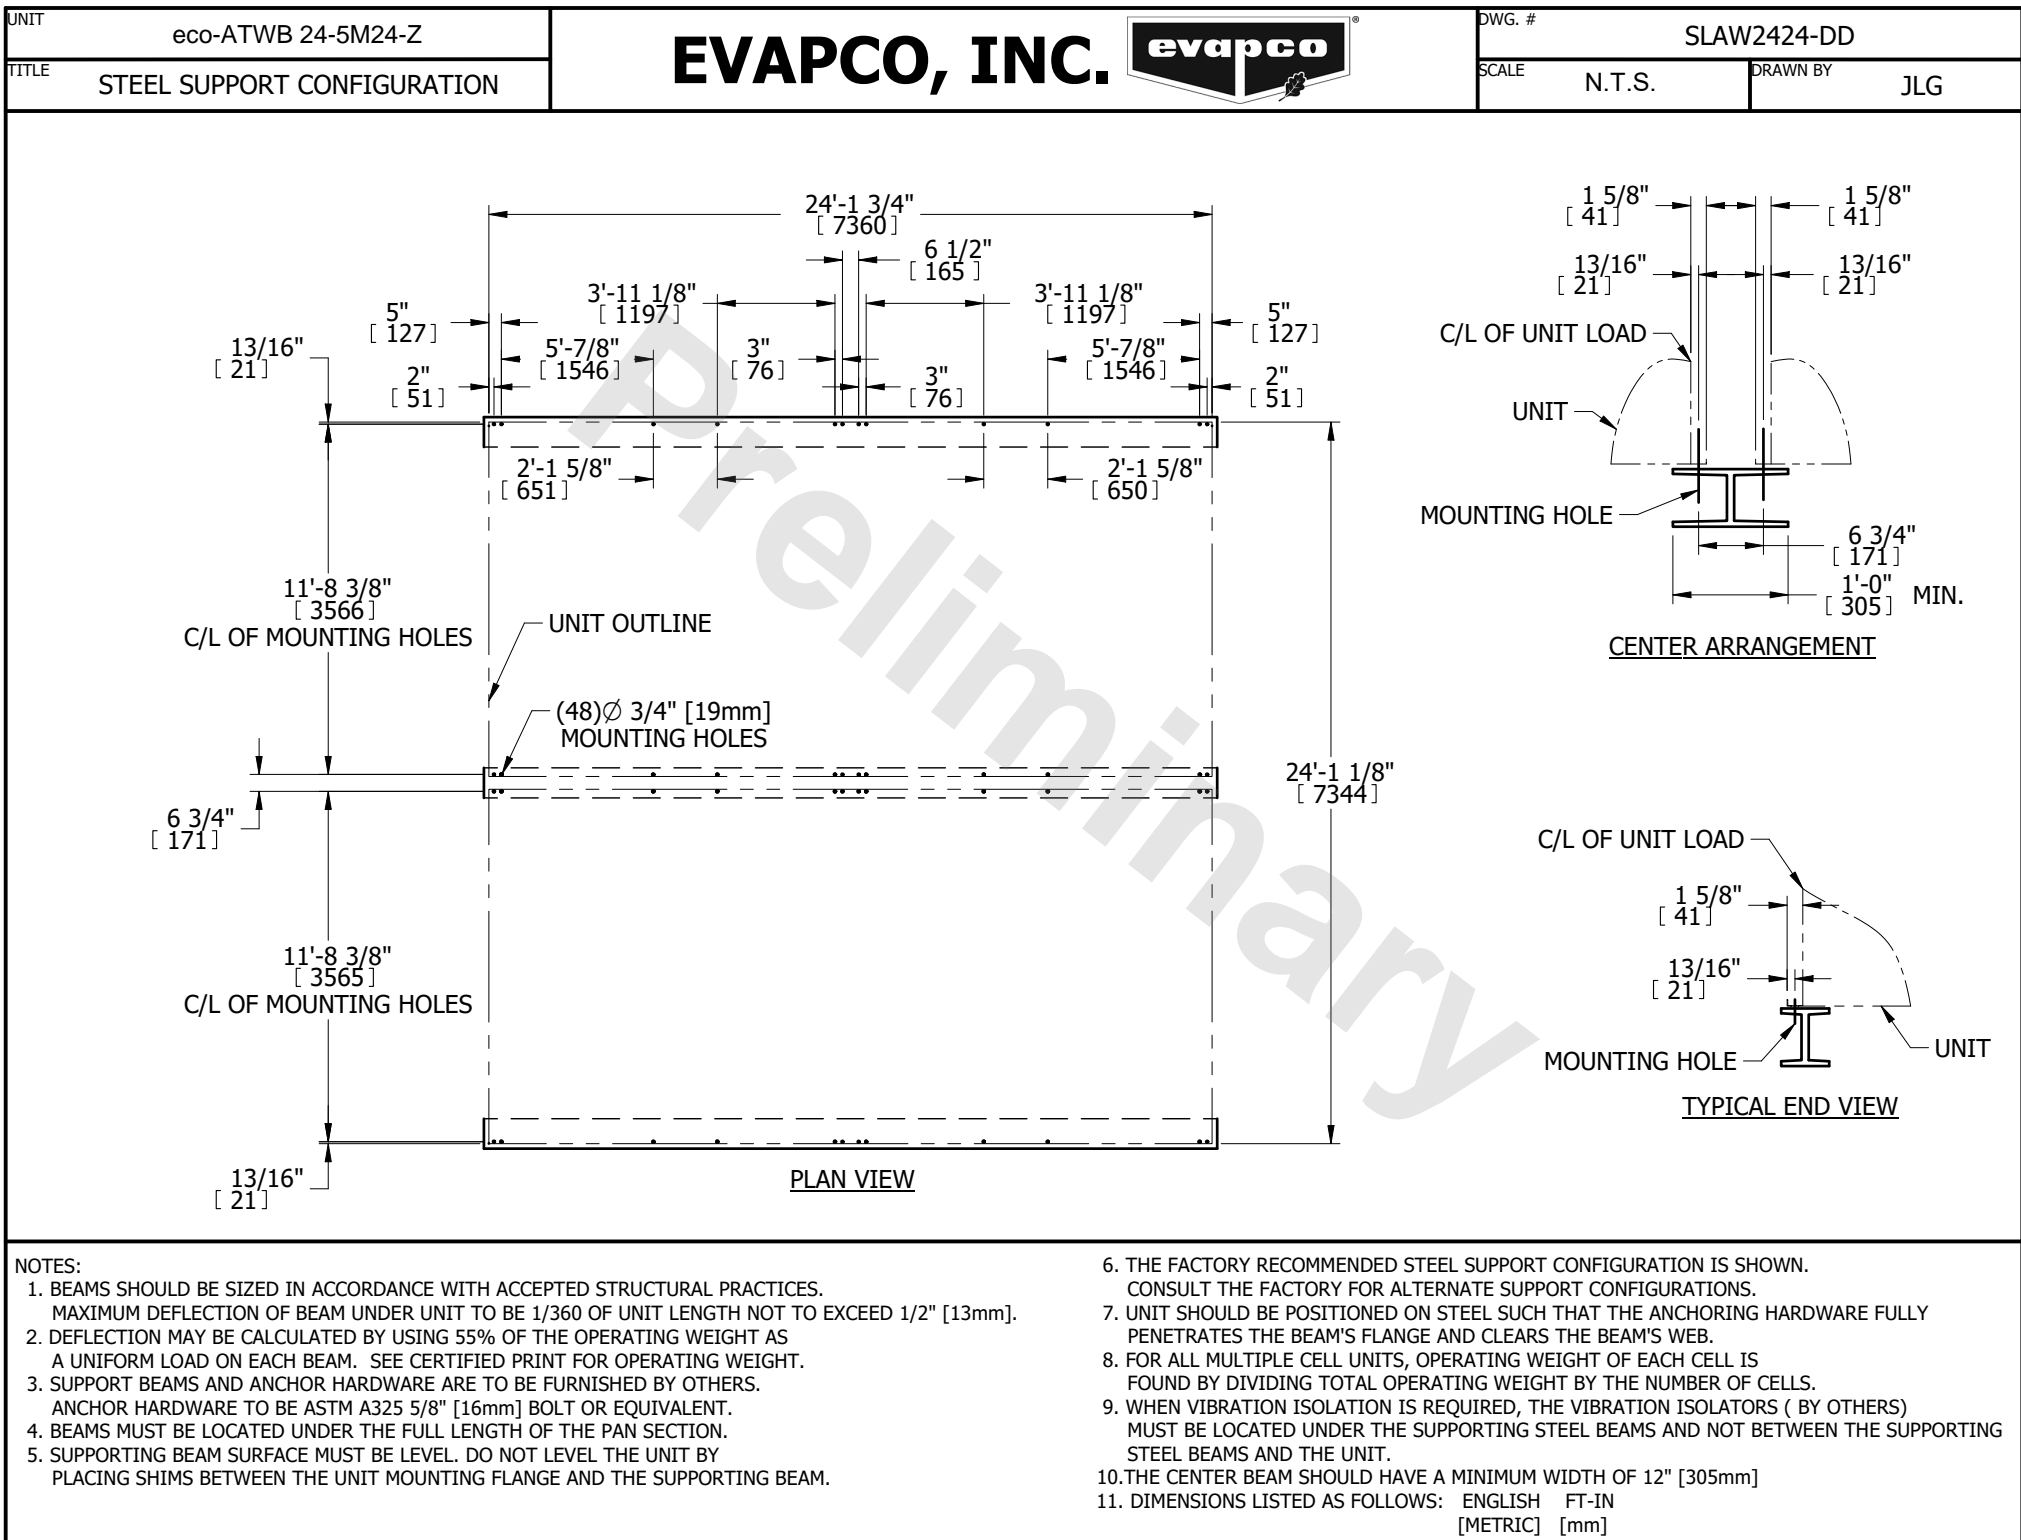 UNIT
eco-ATWB 24-5M24-Z
TITLE
STEEL SUPPORT CONFIGURATION
EVAPCO, INC.
evapco
®
DWG. #
SLAW2424-DD
SCALE
N.T.S.
DRAWN BY
JLG
24'-1 3/4"
[ 7360 ]
6 1/2"
[ 165 ]
3'-11 1/8"
[ 1197 ]
3'-11 1/8"
[ 1197 ]
5"
[ 127 ]
5"
[ 127 ]
13/16"
[ 21 ]
5'-7/8"
[ 1546 ]
3"
[ 76 ]
5'-7/8"
[ 1546 ]
2"
[ 51 ]
3"
[ 76 ]
2"
[ 51 ]
2'-1 5/8"
[ 651 ]
2'-1 5/8"
[ 650 ]
11'-8 3/8"
[ 3566 ]
C/L OF MOUNTING HOLES
UNIT OUTLINE
(48)Ø 3/4" [19mm]
MOUNTING HOLES
6 3/4"
[ 171 ]
24'-1 1/8"
[ 7344 ]
11'-8 3/8"
[ 3565 ]
C/L OF MOUNTING HOLES
13/16"
[ 21 ]
PLAN VIEW
Preliminary
1 5/8"
[ 41 ]
1 5/8"
[ 41 ]
13/16"
[ 21 ]
13/16"
[ 21 ]
C/L OF UNIT LOAD
UNIT
MOUNTING HOLE
6 3/4"
[ 171 ]
1'-0"
[ 305 ] MIN.
CENTER ARRANGEMENT
C/L OF UNIT LOAD
1 5/8"
[ 41 ]
13/16"
[ 21 ]
MOUNTING HOLE
UNIT
TYPICAL END VIEW
NOTES:
1. BEAMS SHOULD BE SIZED IN ACCORDANCE WITH ACCEPTED STRUCTURAL PRACTICES.
MAXIMUM DEFLECTION OF BEAM UNDER UNIT TO BE 1/360 OF UNIT LENGTH NOT TO EXCEED 1/2" [13mm].
2. DEFLECTION MAY BE CALCULATED BY USING 55% OF THE OPERATING WEIGHT AS
A UNIFORM LOAD ON EACH BEAM. SEE CERTIFIED PRINT FOR OPERATING WEIGHT.
3. SUPPORT BEAMS AND ANCHOR HARDWARE ARE TO BE FURNISHED BY OTHERS.
ANCHOR HARDWARE TO BE ASTM A325 5/8" [16mm] BOLT OR EQUIVALENT.
4. BEAMS MUST BE LOCATED UNDER THE FULL LENGTH OF THE PAN SECTION.
5. SUPPORTING BEAM SURFACE MUST BE LEVEL. DO NOT LEVEL THE UNIT BY
PLACING SHIMS BETWEEN THE UNIT MOUNTING FLANGE AND THE SUPPORTING BEAM.
6. THE FACTORY RECOMMENDED STEEL SUPPORT CONFIGURATION IS SHOWN.
CONSULT THE FACTORY FOR ALTERNATE SUPPORT CONFIGURATIONS.
7. UNIT SHOULD BE POSITIONED ON STEEL SUCH THAT THE ANCHORING HARDWARE FULLY
PENETRATES THE BEAM'S FLANGE AND CLEARS THE BEAM'S WEB.
8. FOR ALL MULTIPLE CELL UNITS, OPERATING WEIGHT OF EACH CELL IS
FOUND BY DIVIDING TOTAL OPERATING WEIGHT BY THE NUMBER OF CELLS.
9. WHEN VIBRATION ISOLATION IS REQUIRED, THE VIBRATION ISOLATORS ( BY OTHERS)
MUST BE LOCATED UNDER THE SUPPORTING STEEL BEAMS AND NOT BETWEEN THE SUPPORTING
STEEL BEAMS AND THE UNIT.
10.THE CENTER BEAM SHOULD HAVE A MINIMUM WIDTH OF 12" [305mm]
11. DIMENSIONS LISTED AS FOLLOWS: ENGLISH FT-IN
[METRIC] [mm]